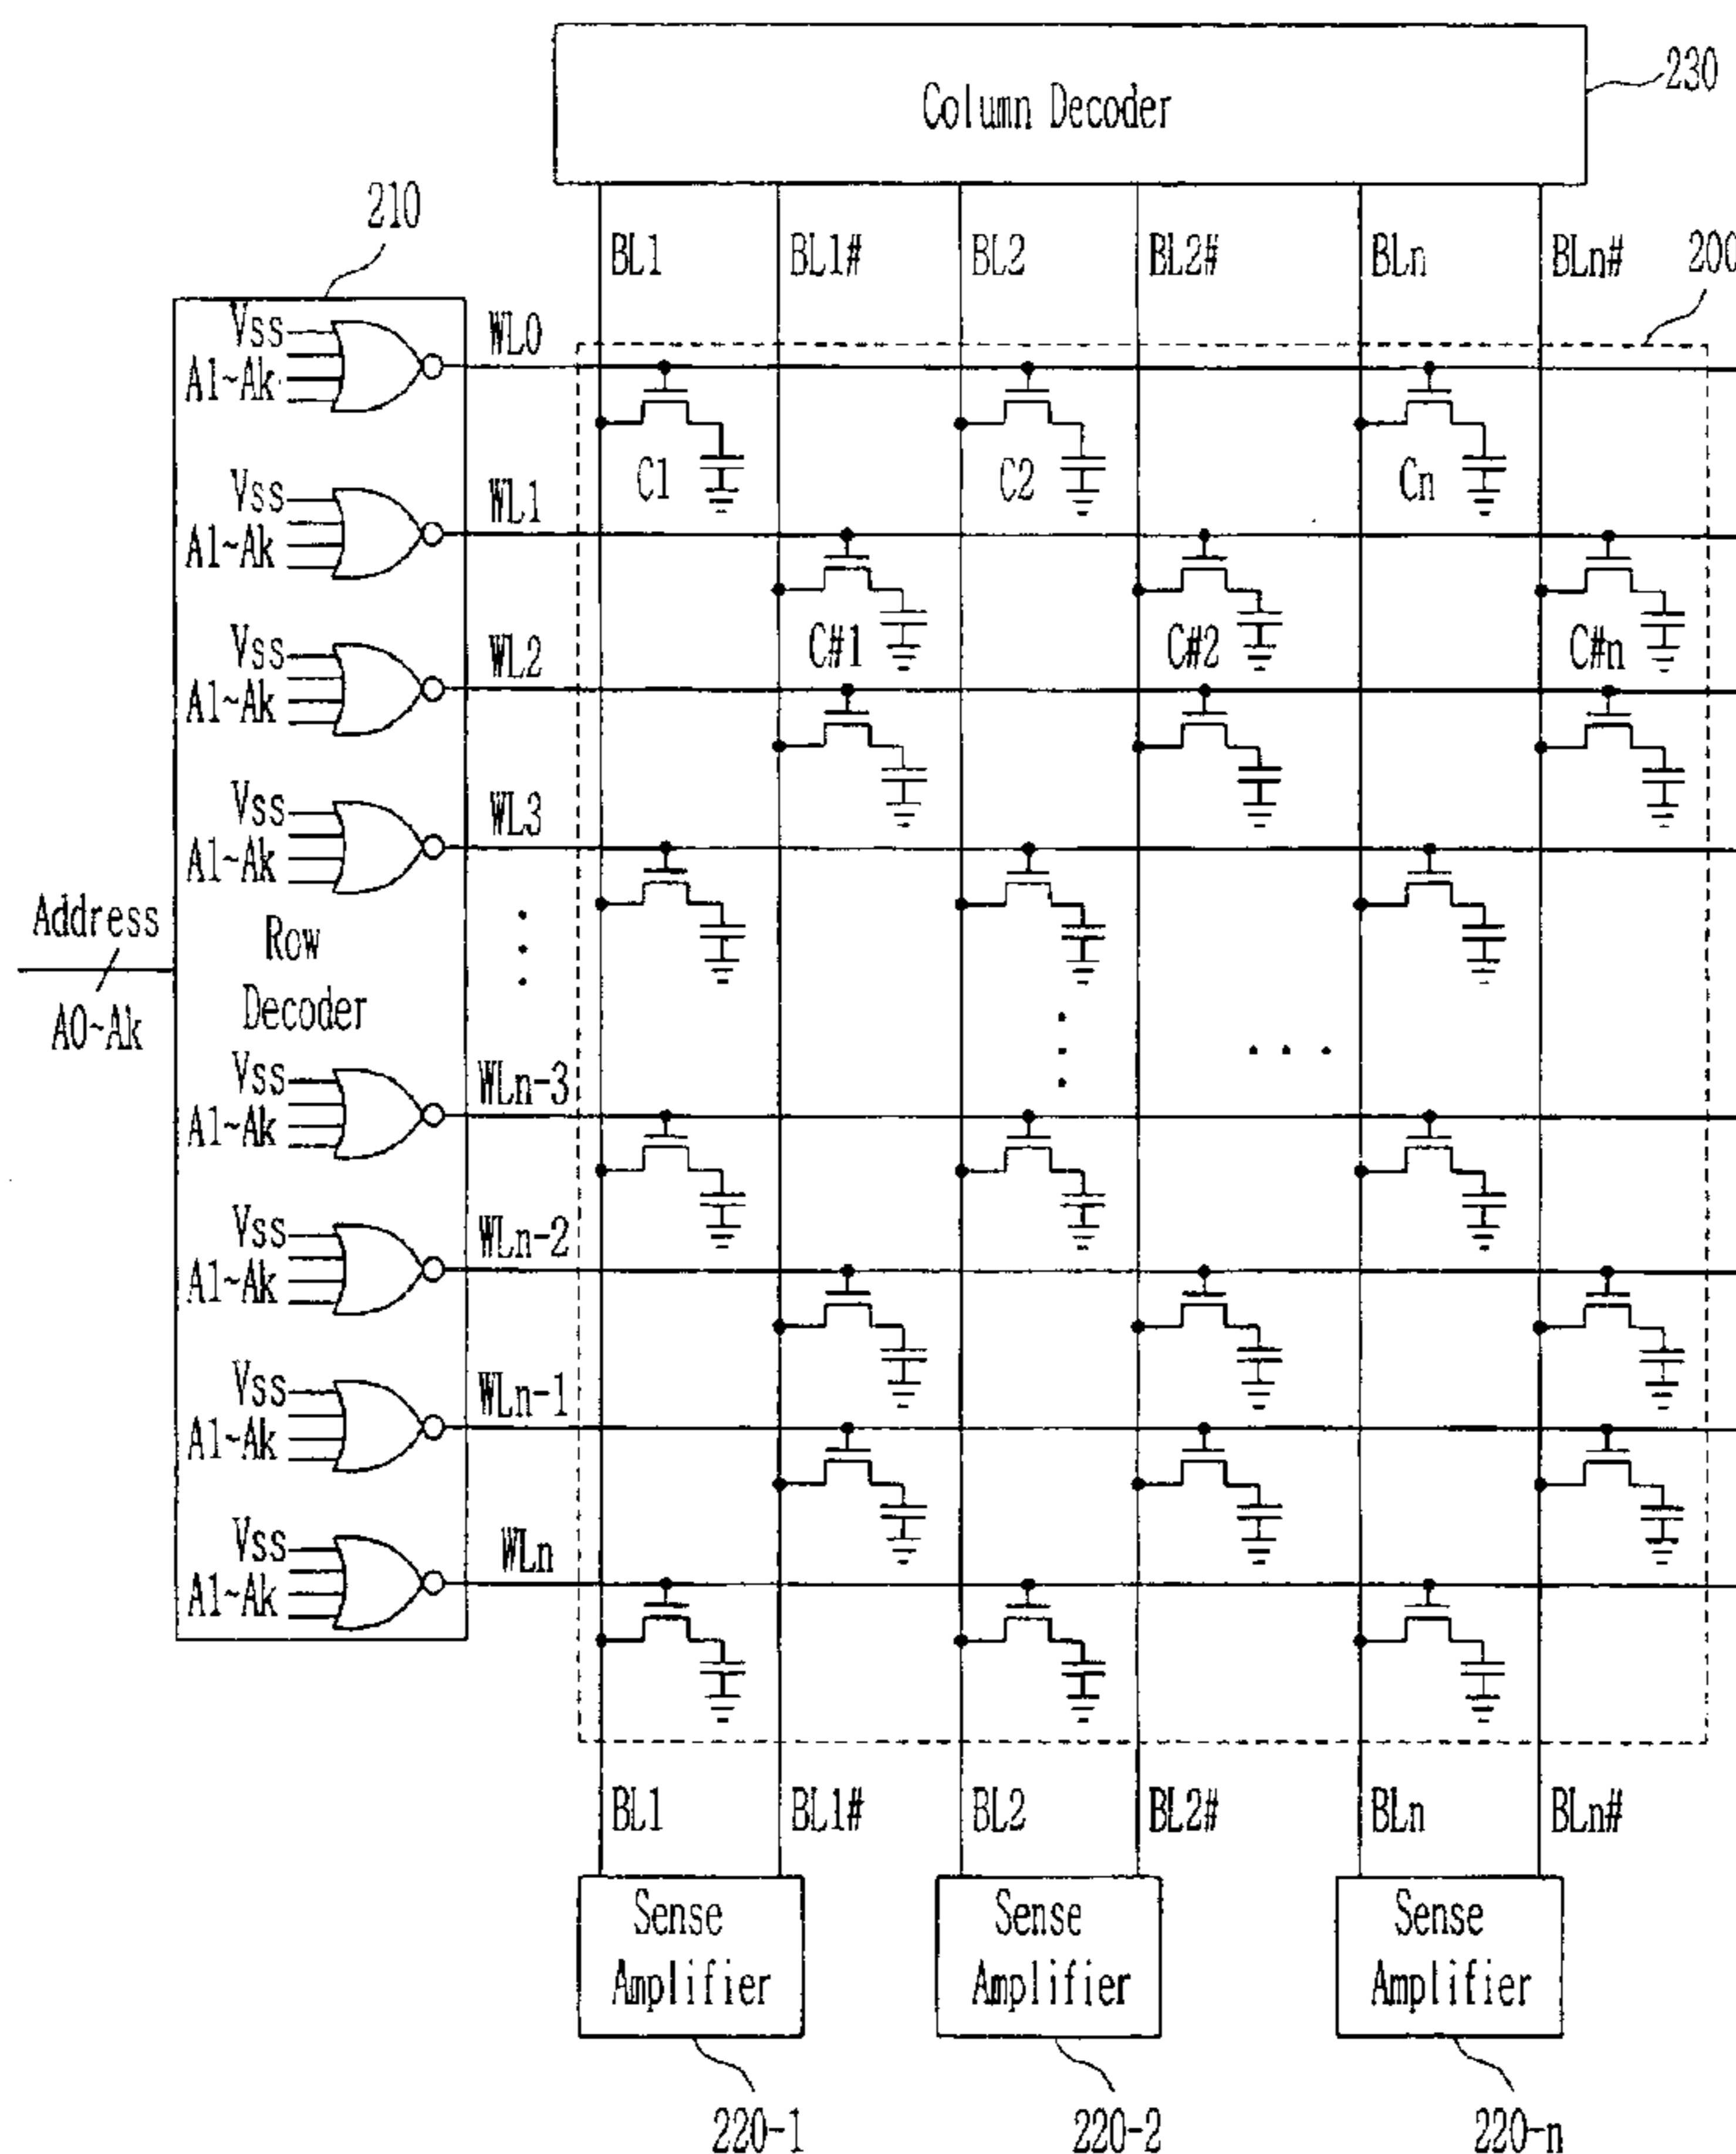 Column Decoder
230
210
BL1 BL1# BL2 BL2# BLn BLn# 200
Vss
A1~Ak
WL0
C1 C2 Cn
Vss
A1~Ak
WL1
C#1 C#2 C#n
Vss
A1~Ak
WL2
Vss
A1~Ak
WL3
Address
A0~Ak
Row
Decoder
Vss
A1~Ak
WLn-3
Vss
A1~Ak
WLn-2
Vss
A1~Ak
WLn-1
Vss
A1~Ak
WLn
BL1 BL1# BL2 BL2# BLn BLn#
Sense
Amplifier
Sense
Amplifier
Sense
Amplifier
220-1 220-2 220-n